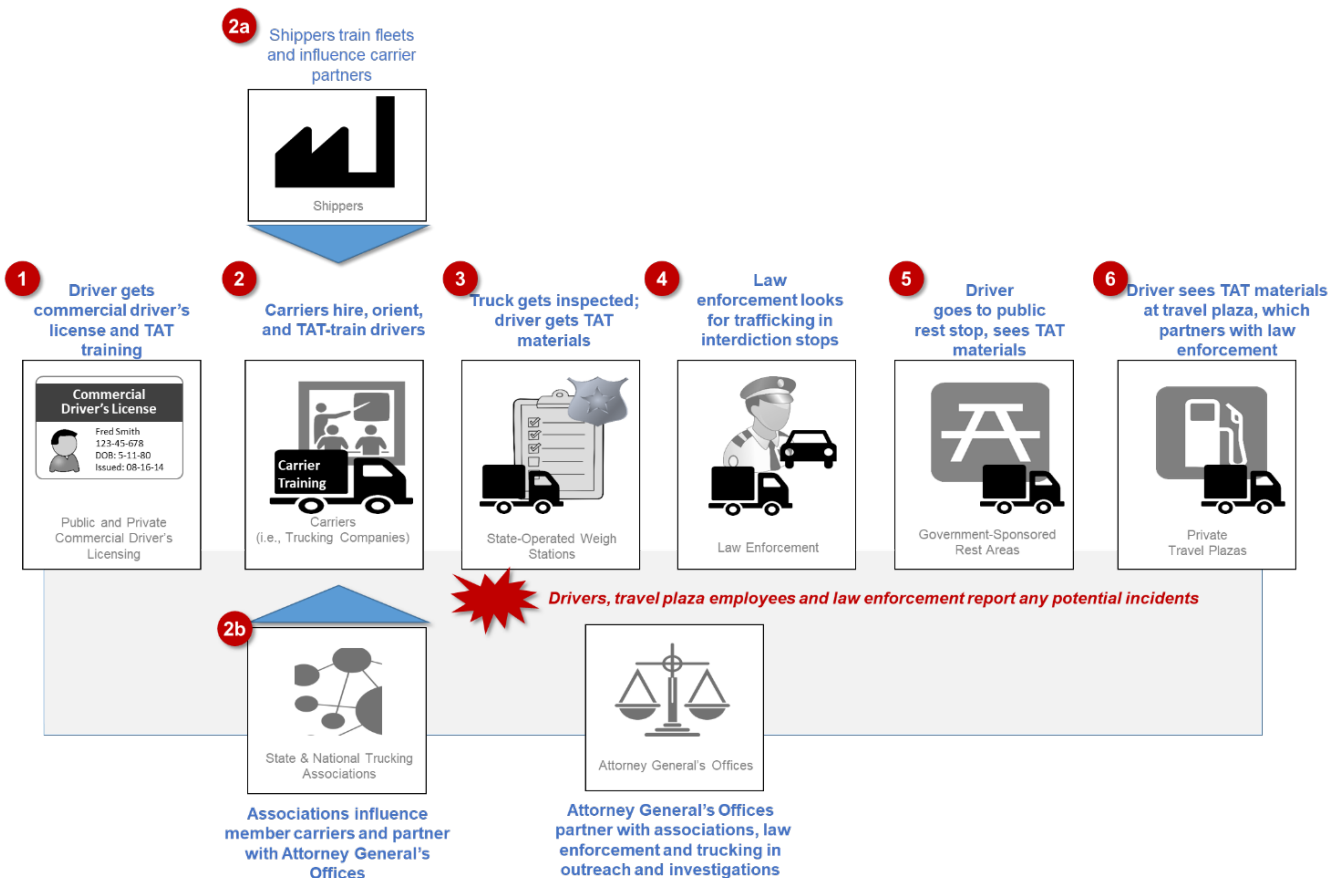 2a
Shippers train fleets
and influence carrier
partners
Shippers
1
Driver gets
commercial driver's
license and TAT
training
Commercial
Driver's License
Fred Smith
123-45-678
DOB: 5-11-80
Issued: 08-16-14
Public and Private
Commercial Driver's
Licensing
2
Carriers hire, orient,
and TAT-train drivers
Carrier
Training
Carriers
(i.e., Trucking Companies)
3
Truck gets inspected;
driver gets TAT
materials
State-Operated Weigh
Stations
4
Law
enforcement looks
for trafficking in
interdiction stops
Law Enforcement
5
Driver
goes to public
rest stop, sees TAT
materials
Government-Sponsored
Rest Areas
6
Driver sees TAT materials
at travel plaza, which
partners with law
enforcement
Private
Travel Plazas
Drivers, travel plaza employees and law enforcement report any potential incidents
2b
State & National Trucking
Associations
Associations influence
member carriers and partner
with Attorney General's
Offices
Attorney General's Offices
Attorney General's Offices
partner with associations, law
enforcement and trucking in
outreach and investigations